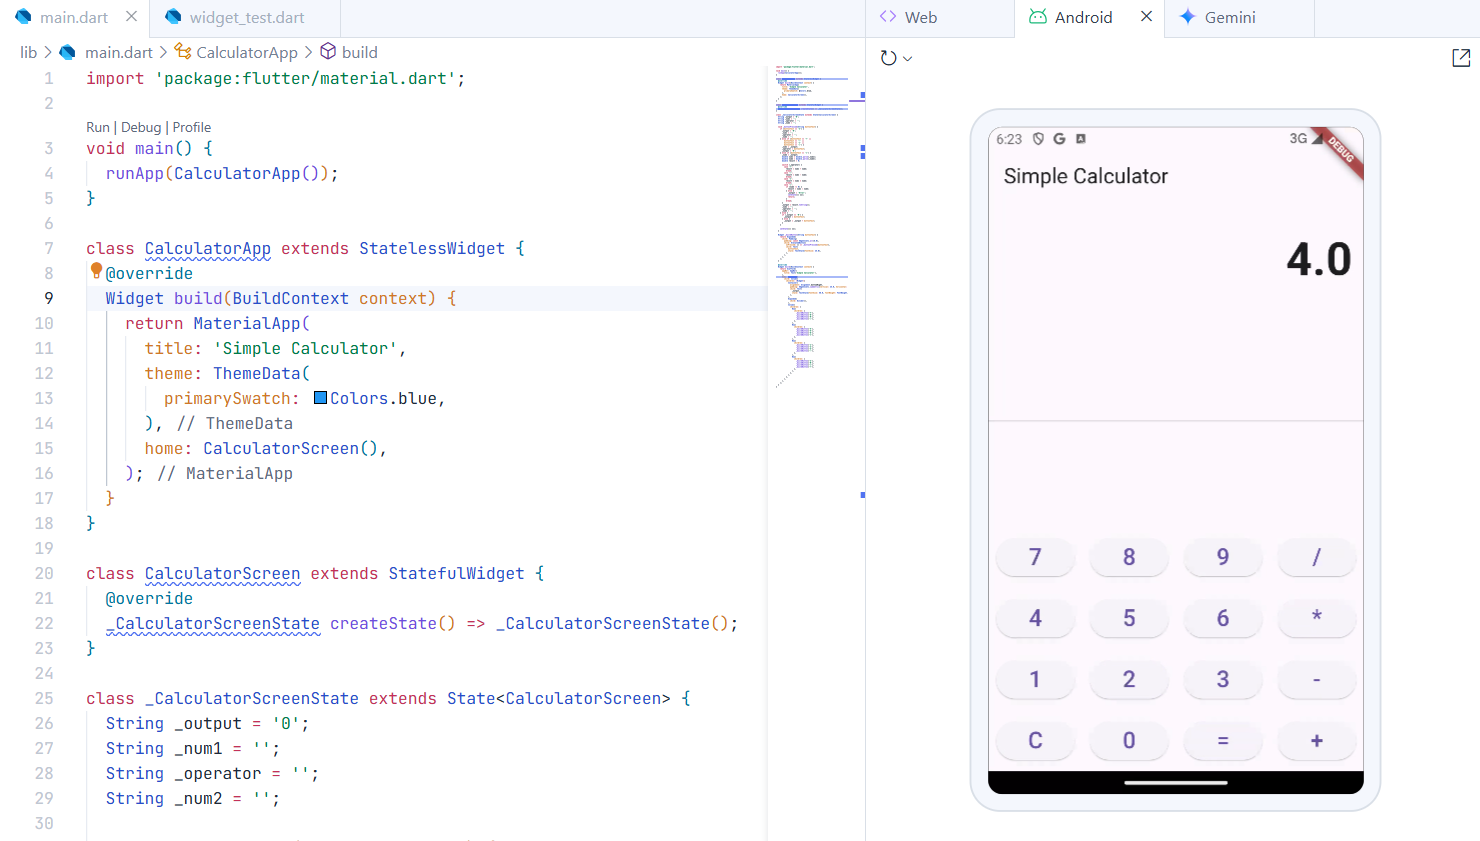 main.dart
widget_test.dart
Web
Android
Gemini
lib > main.dart > CalculatorApp > build
1 import 'package:flutter/material.dart';
2
Run | Debug | Profile
3 void main() {
4 runApp(CalculatorApp());
5 }
6
7 class CalculatorApp extends StatelessWidget {
8 @override
9 Widget build(BuildContext context) {
10 return MaterialApp(
11 title: 'Simple Calculator',
12 theme: ThemeData(
13 primarySwatch: Colors.blue,
14 ), // ThemeData
15 home: CalculatorScreen(),
16 ); // MaterialApp
17 }
18 }
19
20 class CalculatorScreen extends StatefulWidget {
21 @override
22 _CalculatorScreenState createState() => _CalculatorScreenState();
23 }
24
25 class _CalculatorScreenState extends State<CalculatorScreen> {
26 String _output = '0';
27 String _num1 = '';
28 String _operator = '';
29 String _num2 = '';
30
6:23 G A 3G
DEBUG
Simple Calculator
4.0
7 8 9 /
4 5 6 *
1 2 3 -
C 0 = +